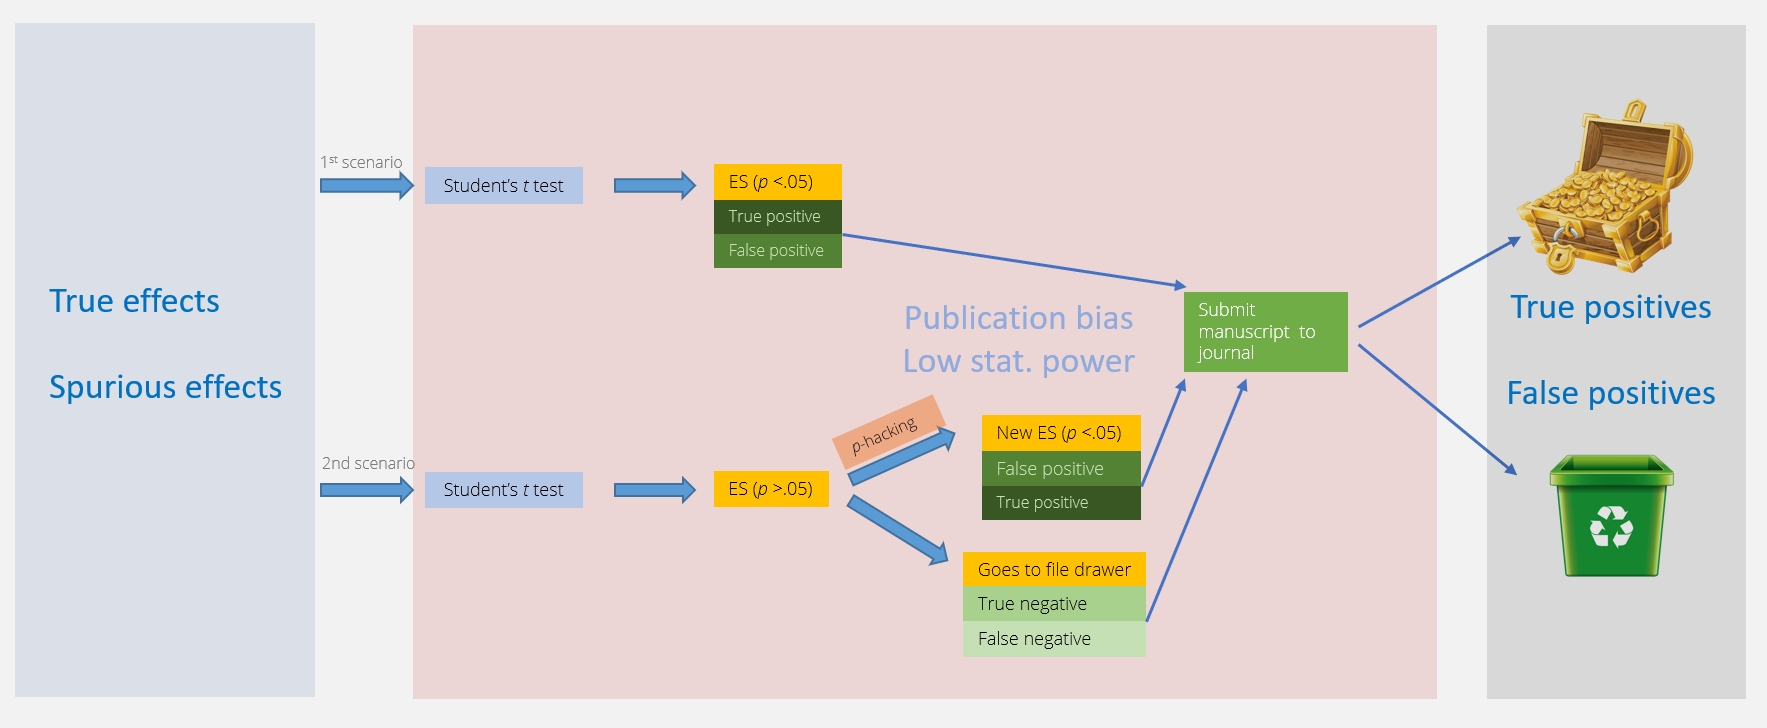 True effects
Spurious effects
1st scenario
Student's t test
ES (p <.05)
True positive
False positive
Publication bias
Low stat. power
Submit
manuscript to
journal
2nd scenario
Student's t test
ES (p >.05)
p-hacking
New ES (p <.05)
False positive
True positive
Goes to file drawer
True negative
False negative
True positives
False positives